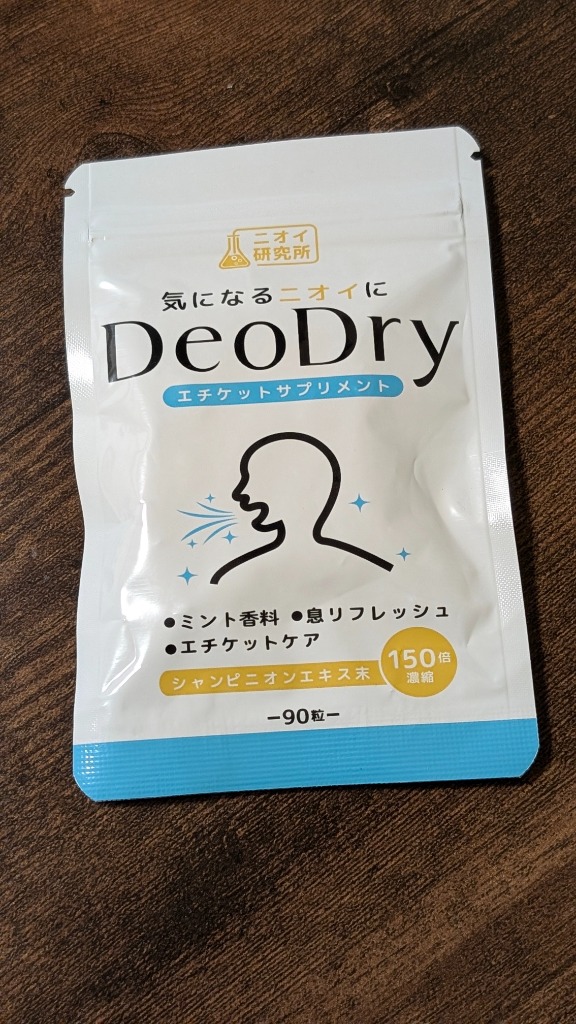 ニオイ
研究所
気になるニオイに
DeoDry
エチケットサプリメント
●ミント香料 ●息リフレッシュ
●エチケットケア
シャンピニオンエキス末
150倍
濃縮
ー90粒ー